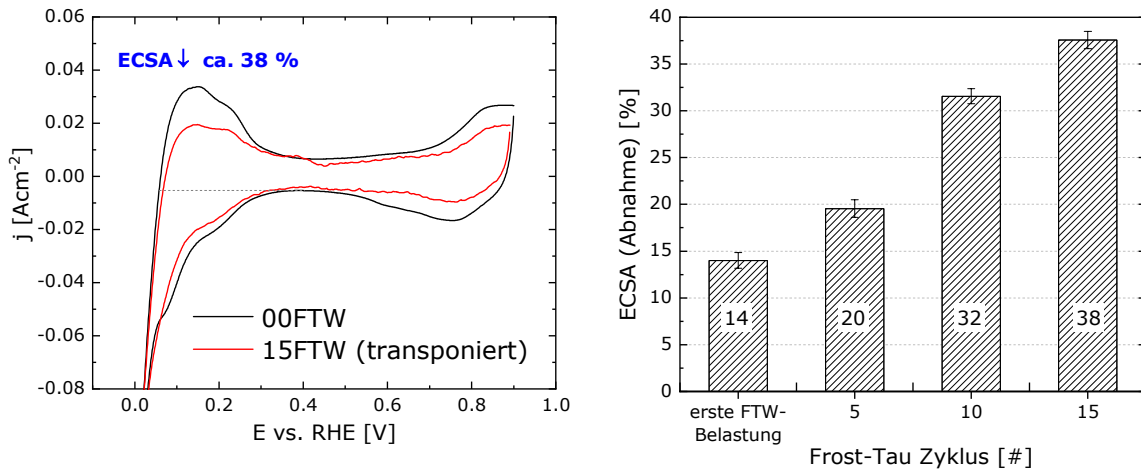 0.06
0.04
0.02
0.00
-0.02
-0.04
-0.06
-0.08
j [Acm-2]
ECSA↓ ca. 38 %
00FTW
15FTW (transponiert)
0.0 0.2 0.4 0.6 0.8 1.0
E vs. RHE [V]
40
35
30
25
20
15
10
5
0
ECSA (Abnahme) [%]
14 20 32 38
erste FTW-
Belastung
5 10 15
Frost-Tau Zyklus [#]